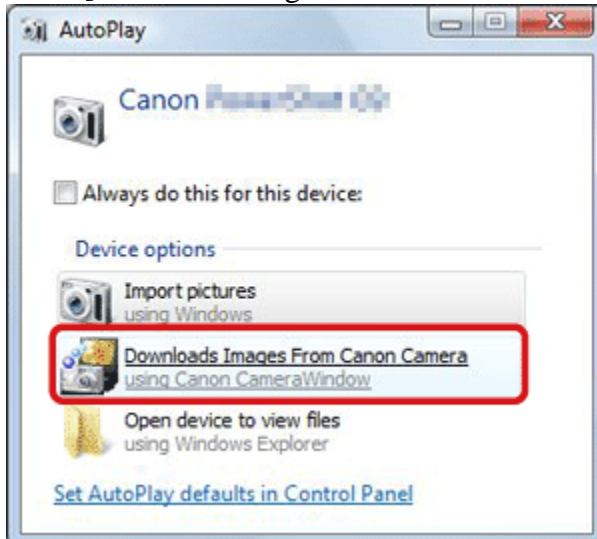 AutoPlay
Canon
Always do this for this device:
Device options
Import pictures
using Windows
Downloads Images From Canon Camera
using Canon CameraWindow
Open device to view files
using Windows Explorer
Set AutoPlay defaults in Control Panel